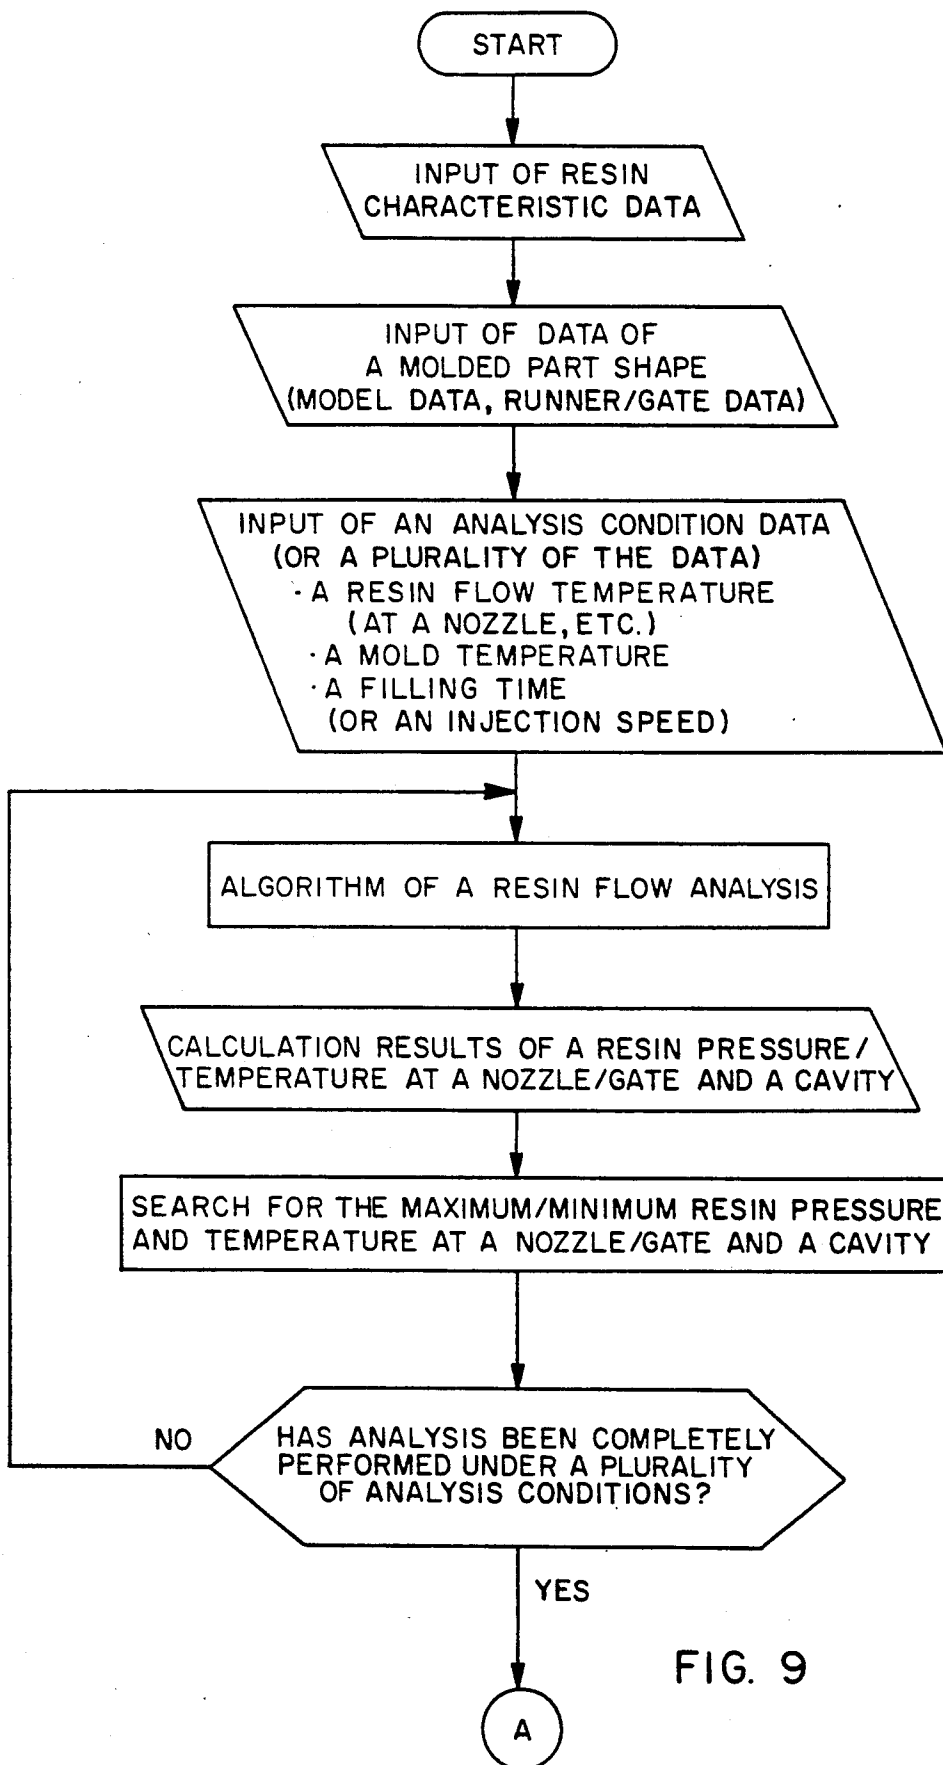 START
INPUT OF RESIN
CHARACTERISTIC DATA
INPUT OF DATA OF
A MOLDED PART SHAPE
(MODEL DATA, RUNNER/GATE DATA)
INPUT OF AN ANALYSIS CONDITION DATA
(OR A PLURALITY OF THE DATA)
· A RESIN FLOW TEMPERATURE
(AT A NOZZLE, ETC.)
· A MOLD TEMPERATURE
· A FILLING TIME
(OR AN INJECTION SPEED)
ALGORITHM OF A RESIN FLOW ANALYSIS
CALCULATION RESULTS OF A RESIN PRESSURE/
TEMPERATURE AT A NOZZLE/GATE AND A CAVITY
SEARCH FOR THE MAXIMUM/MINIMUM RESIN PRESSURE
AND TEMPERATURE AT A NOZZLE/GATE AND A CAVITY
NO
HAS ANALYSIS BEEN COMPLETELY
PERFORMED UNDER A PLURALITY
OF ANALYSIS CONDITIONS?
YES
FIG. 9
A